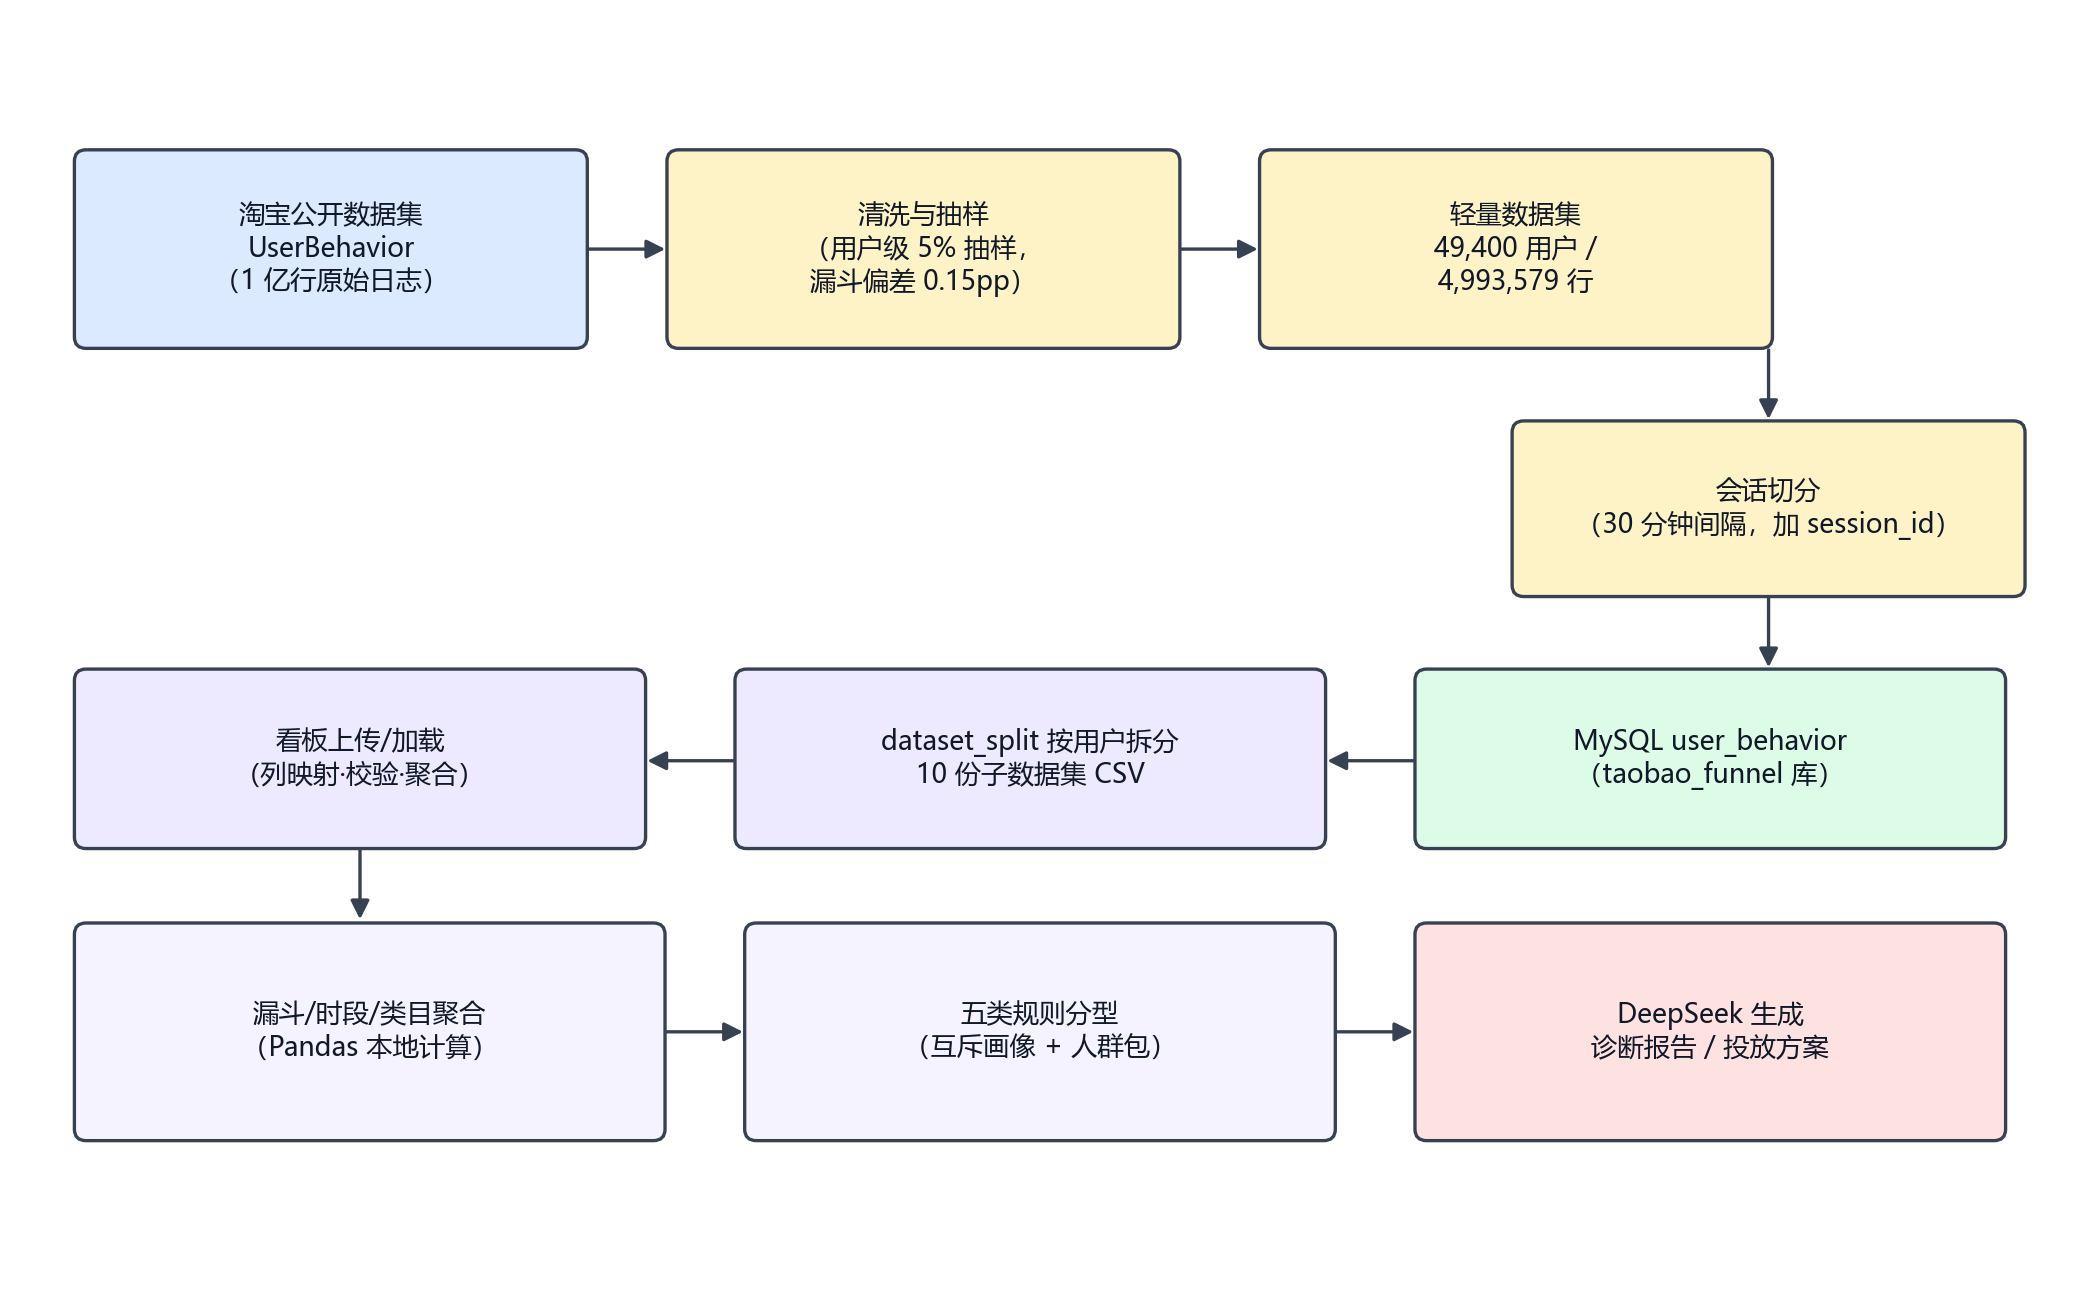 淘宝公开数据集
UserBehavior
（1 亿行原始日志）
清洗与抽样
（用户级 5% 抽样，
漏斗偏差 0.15pp）
轻量数据集
49,400 用户 /
4,993,579 行
会话切分
（30 分钟间隔，加 session_id）
MySQL user_behavior
（taobao_funnel 库）
dataset_split 按用户拆分
10 份子数据集 CSV
看板上传/加载
（列映射·校验·聚合）
漏斗/时段/类目聚合
（Pandas 本地计算）
五类规则分型
（互斥画像 + 人群包）
DeepSeek 生成
诊断报告 / 投放方案